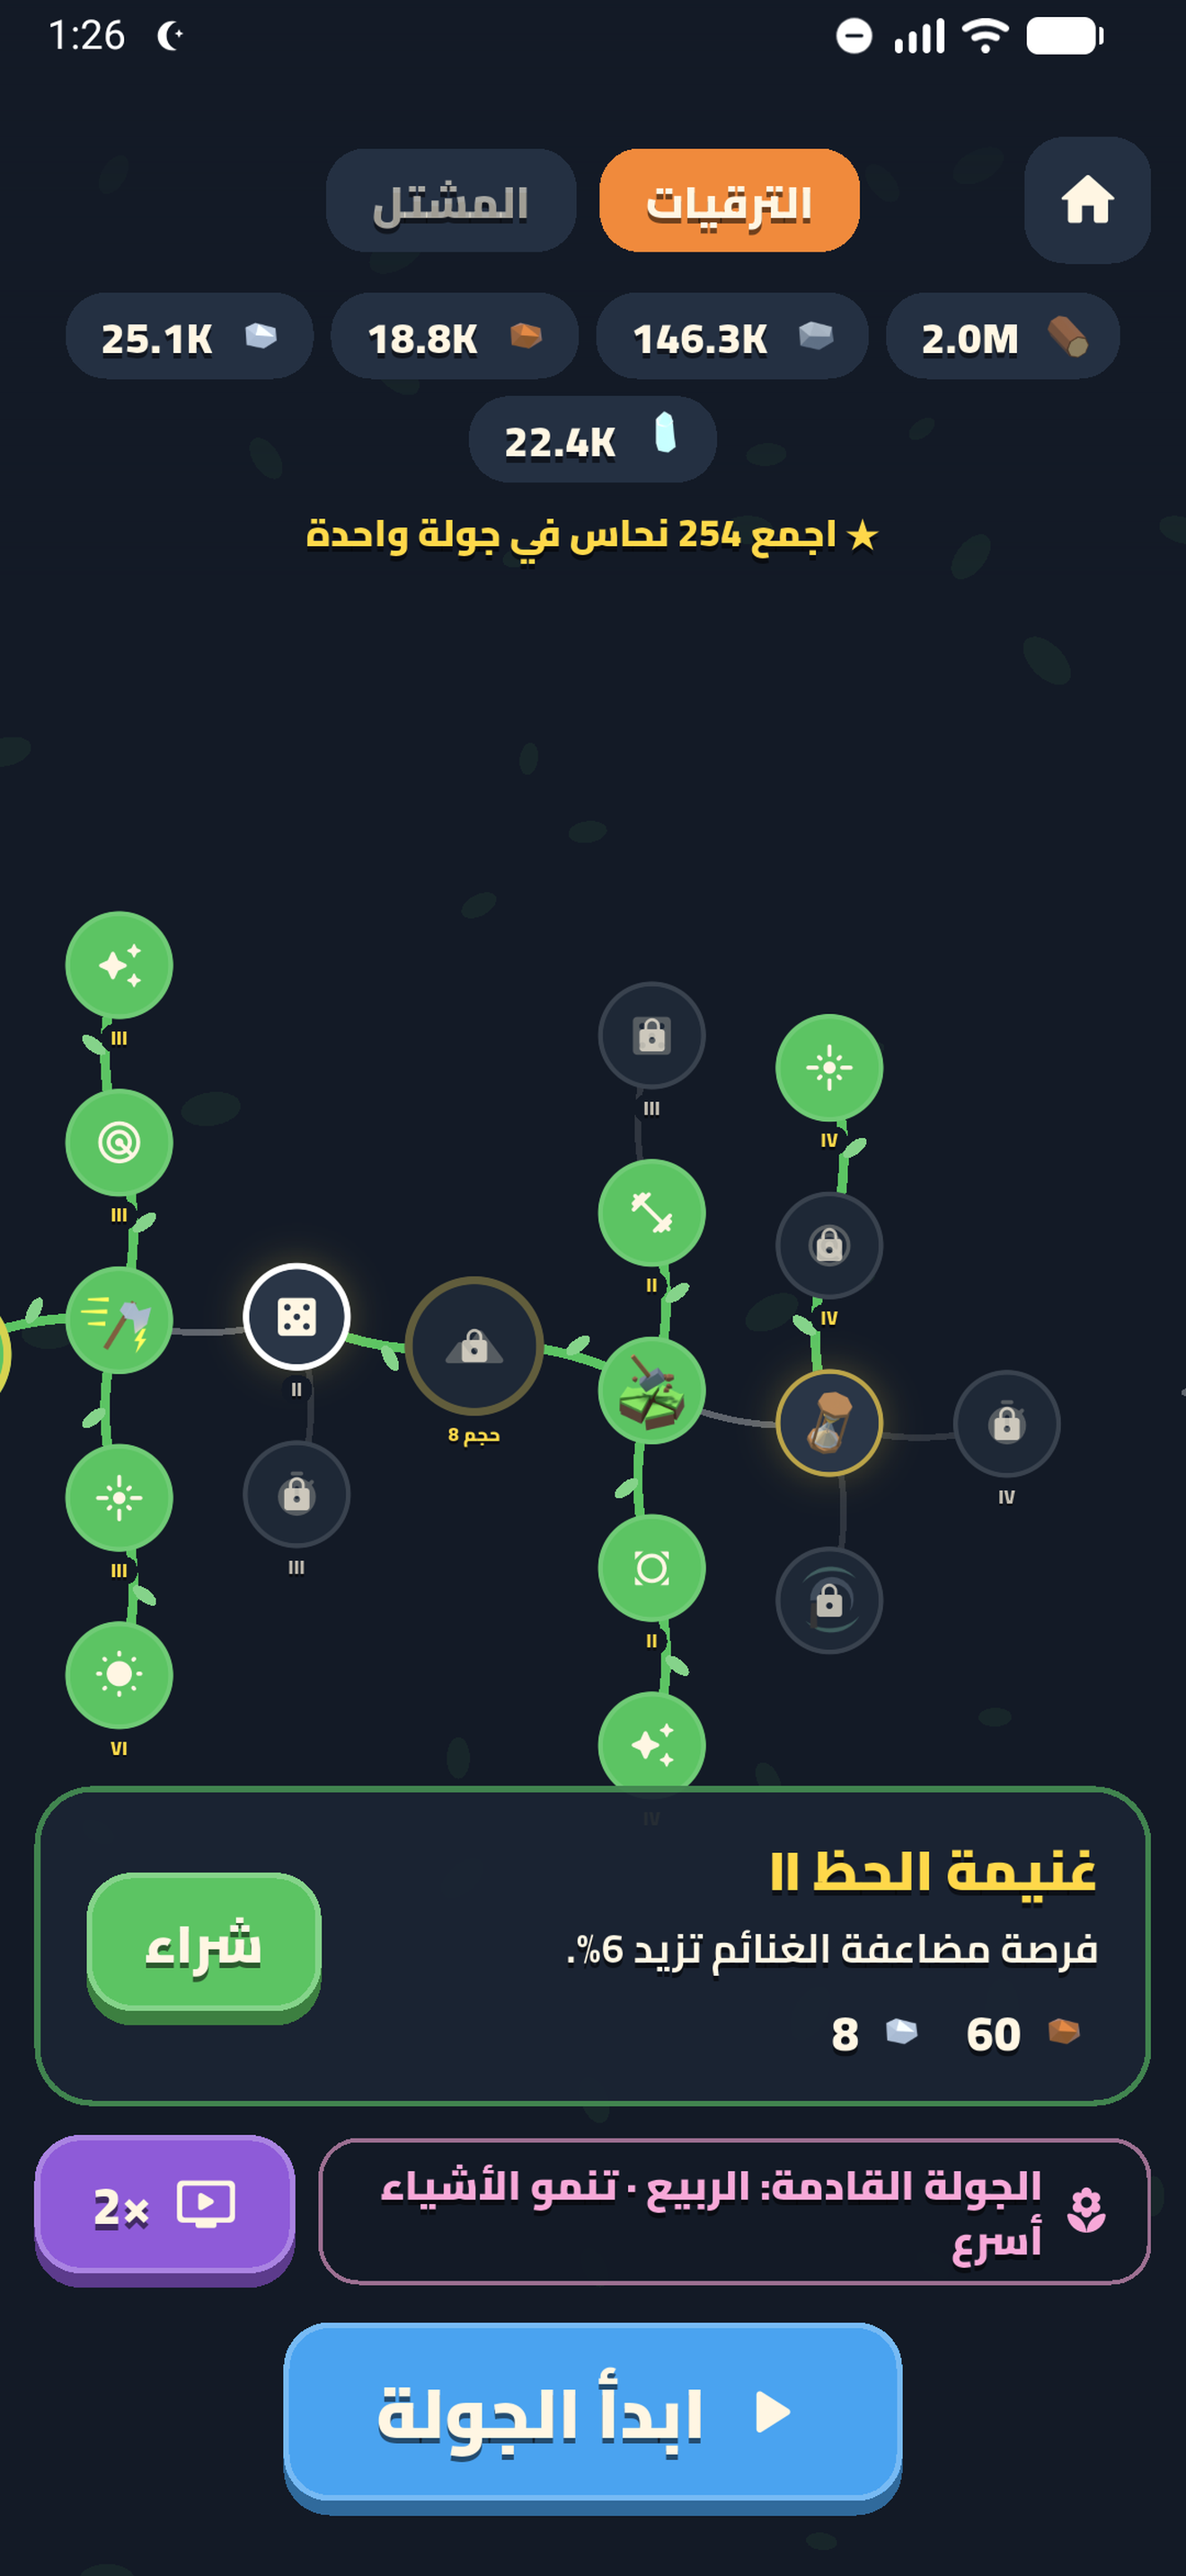 1:26
الترقيات
المشتل
2.0M
146.3K
18.8K
25.1K
22.4K
★ اجمع 254 نحاس في جولة واحدة
III
III
IV
III
II
IV
II
حجم 8
IV
III
III
II
VI
IV
غنيمة الحظ II
فرصة مضاعفة الغنائم تزيد 6%.
60
8
شراء
الجولة القادمة: الربيع · تنمو الأشياء
أسرع
2×
ابدأ الجولة